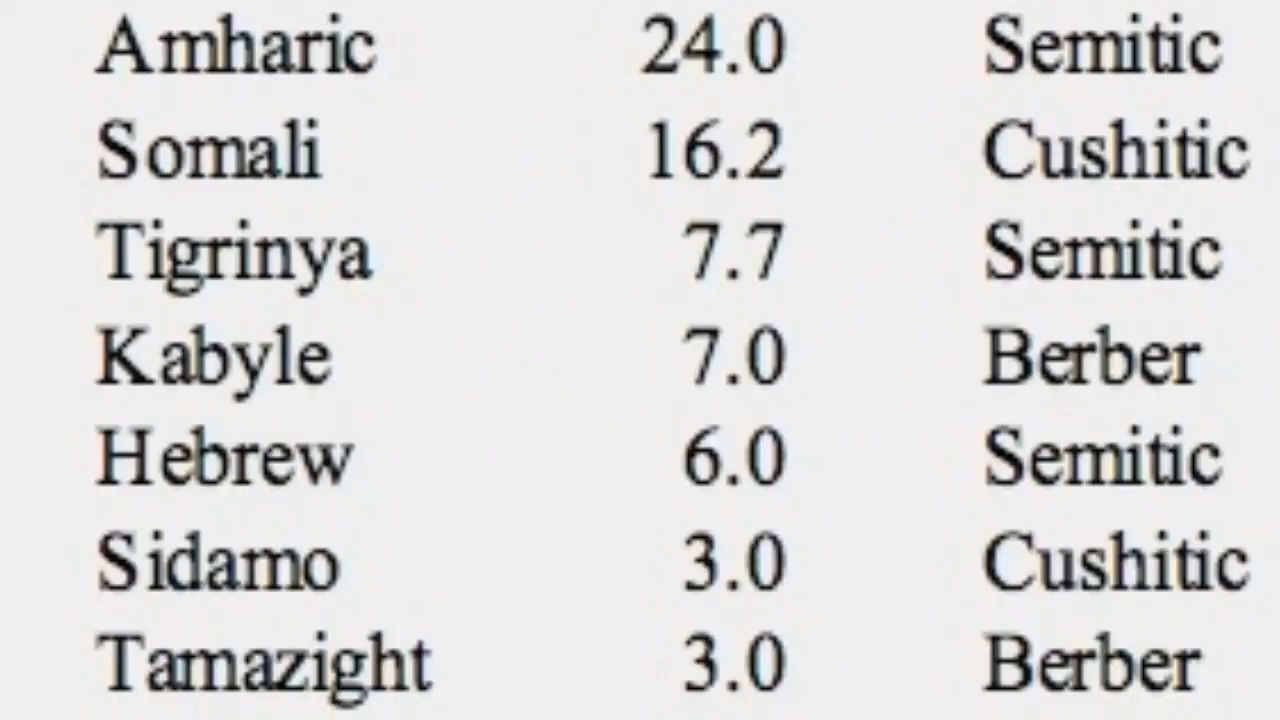 Amharic 24.0 Semitic
Somali 16.2 Cushitic
Tigrinya 7.7 Semitic
Kabyle 7.0 Berber
Hebrew 6.0 Semitic
Sidamo 3.0 Cushitic
Tamazight 3.0 Berber